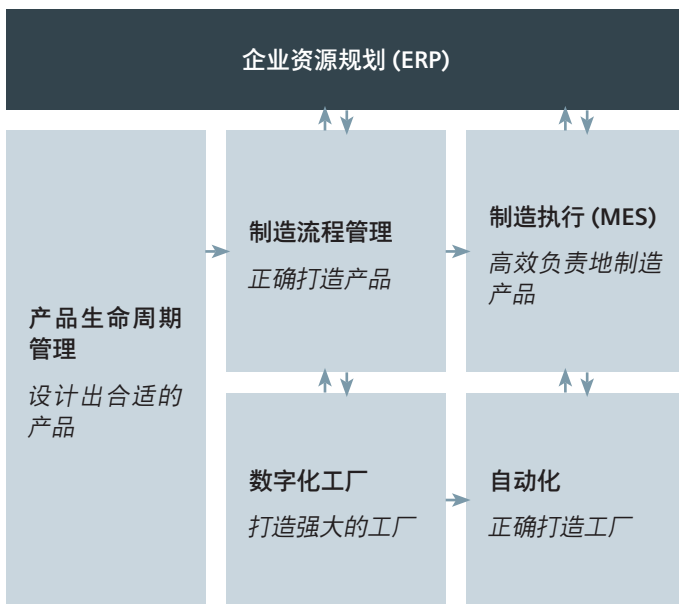 企业资源规划 (ERP)
产品生命周期
管理
设计出合适的
产品
制造流程管理
正确打造产品
制造执行 (MES)
高效负责地制造
产品
数字化工厂
打造强大的工厂
自动化
正确打造工厂